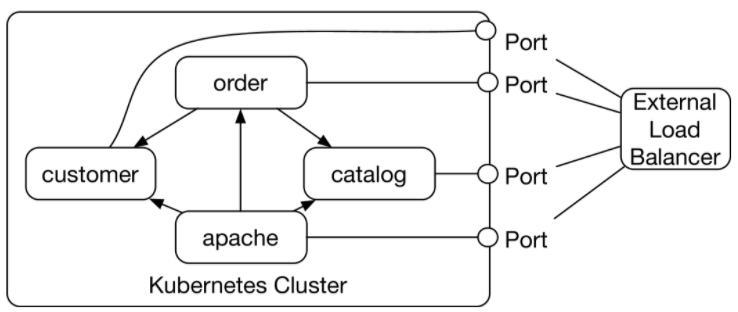 Port
order
Port
External
Load
Balancer
customer
catalog
Port
apache
Port
Kubernetes Cluster